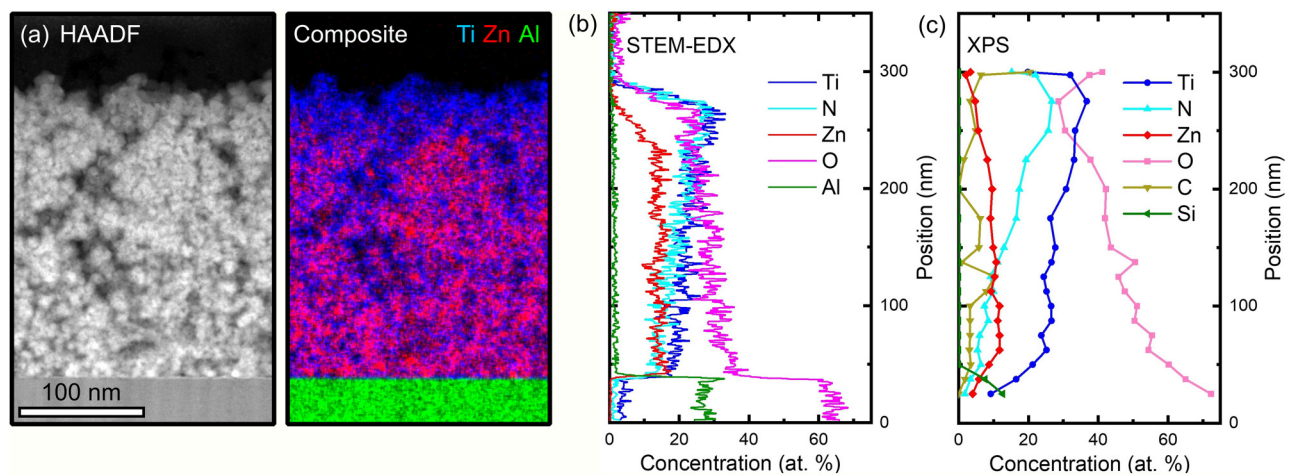 (a) HAADF
100 nm
Composite Ti Zn Al
(b)
STEM-EDX
Ti
N
Zn
O
Al
0 20 40 60
Concentration (at. %)
300
200
100
0
Position (nm)
(c)
XPS
Ti
N
Zn
O
C
Si
0 20 40 60
Concentration (at. %)
300
200
100
0
Position (nm)